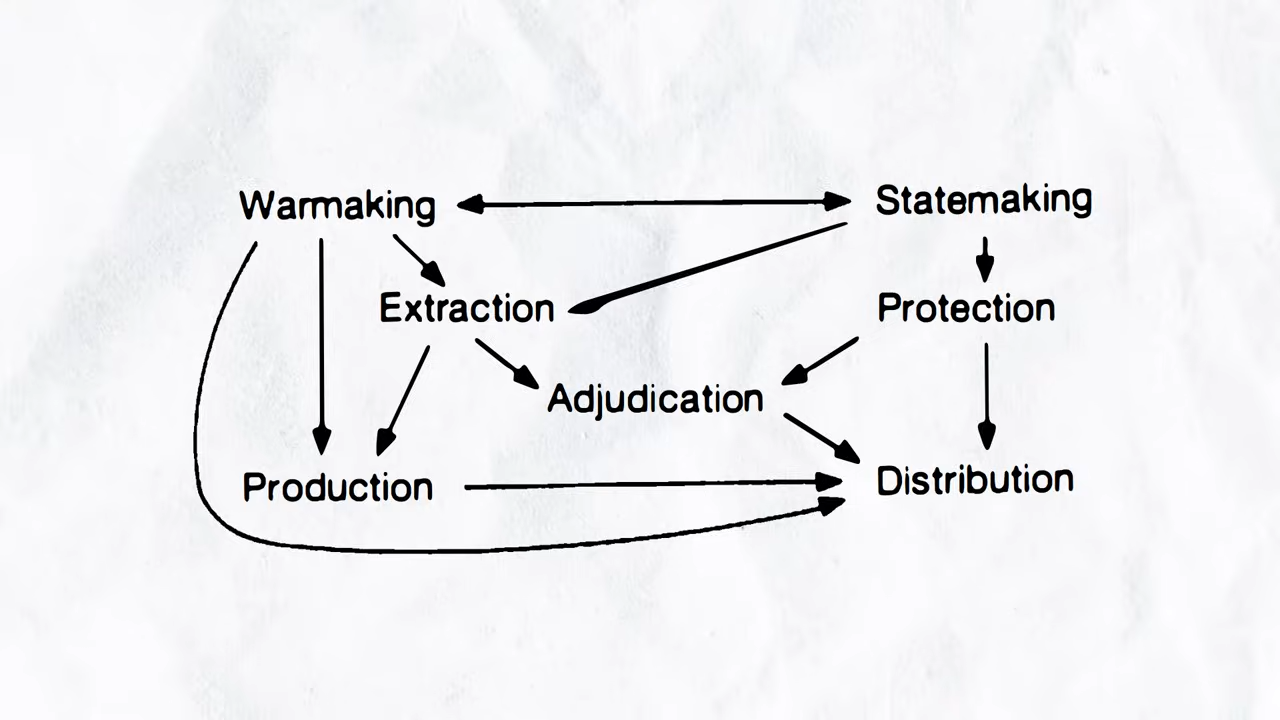 Warmaking
Statemaking
Extraction
Protection
Adjudication
Production
Distribution